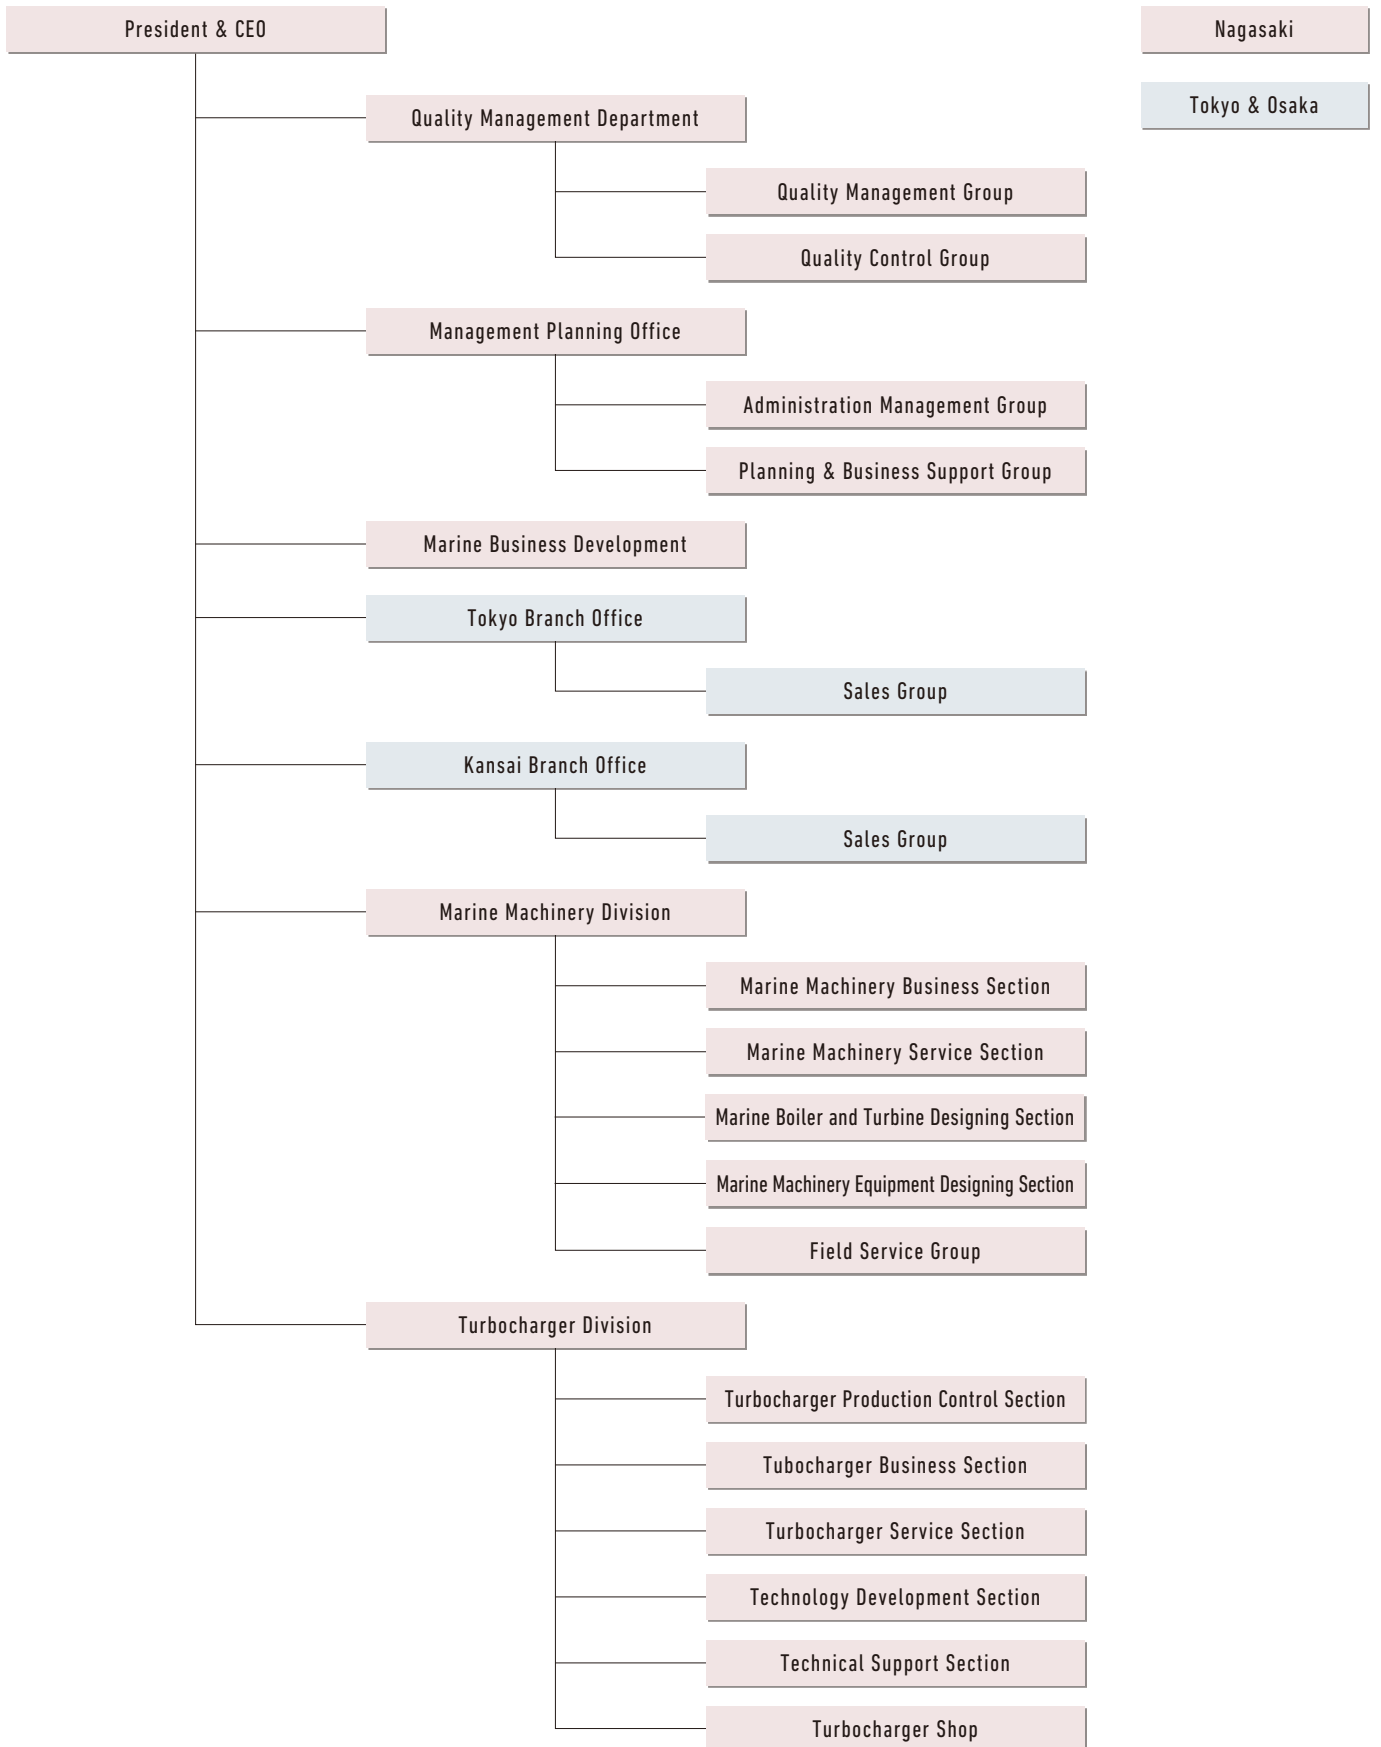 President & CEO
Nagasaki
Tokyo & Osaka
Quality Management Department
Quality Management Group
Quality Control Group
Management Planning Office
Administration Management Group
Planning & Business Support Group
Marine Business Development
Tokyo Branch Office
Sales Group
Kansai Branch Office
Sales Group
Marine Machinery Division
Marine Machinery Business Section
Marine Machinery Service Section
Marine Boiler and Turbine Designing Section
Marine Machinery Equipment Designing Section
Field Service Group
Turbocharger Division
Turbocharger Production Control Section
Tubocharger Business Section
Turbocharger Service Section
Technology Development Section
Technical Support Section
Turbocharger Shop